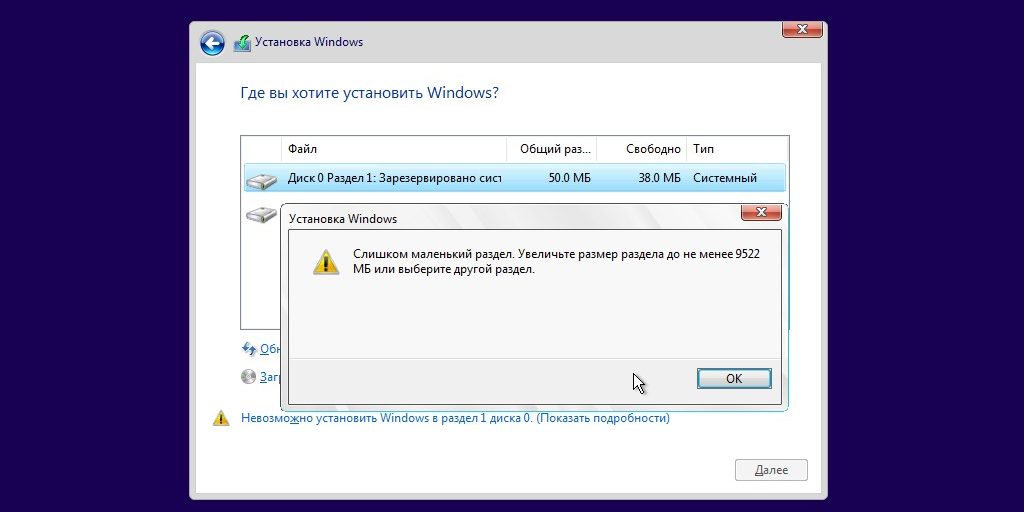 Установка Windows
Где вы хотите установить Windows?
Файл Общий раз... Свободно Тип
Диск 0 Раздел 1: Зарезервировано сист 50.0 МБ 38.0 МБ Системный
Установка Windows
Слишком маленький раздел. Увеличьте размер раздела до не менее 9522
МБ или выберите другой раздел.
Обн
OK
Загр
Невозможно установить Windows в раздел 1 диска 0. (Показать подробности)
Далее